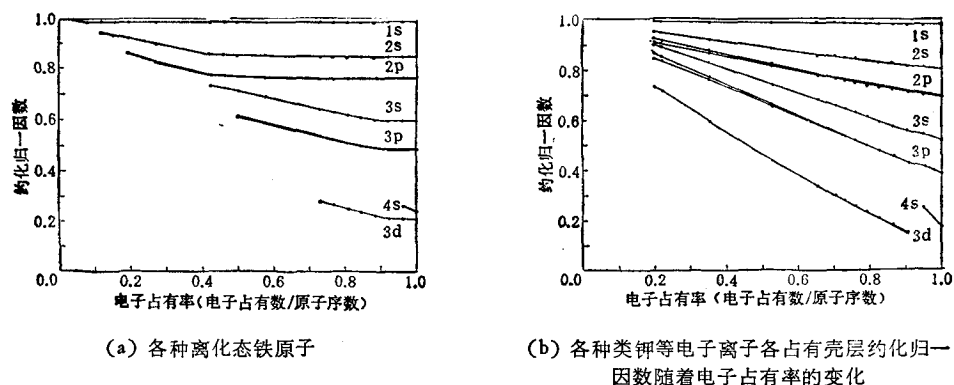 1.0
0.8
0.6
0.4
0.2
0.0
约化归一因数
1s
2s
2p
3s
3p
4s
3d
0.2
0.4
0.6
0.8
1.0
电子占有率(电子占有数/原子序数)
(a) 各种离化态铁原子
1.0
0.8
0.6
0.4
0.2
0.0
约化归一因数
1s
2s
2p
3s
3p
4s
3d
0.2
0.4
0.6
0.8
1.0
电子占有率(电子占有数/原子序数)
(b) 各种类钾等电子离子各占有壳层约化归一
因数随着电子占有率的变化